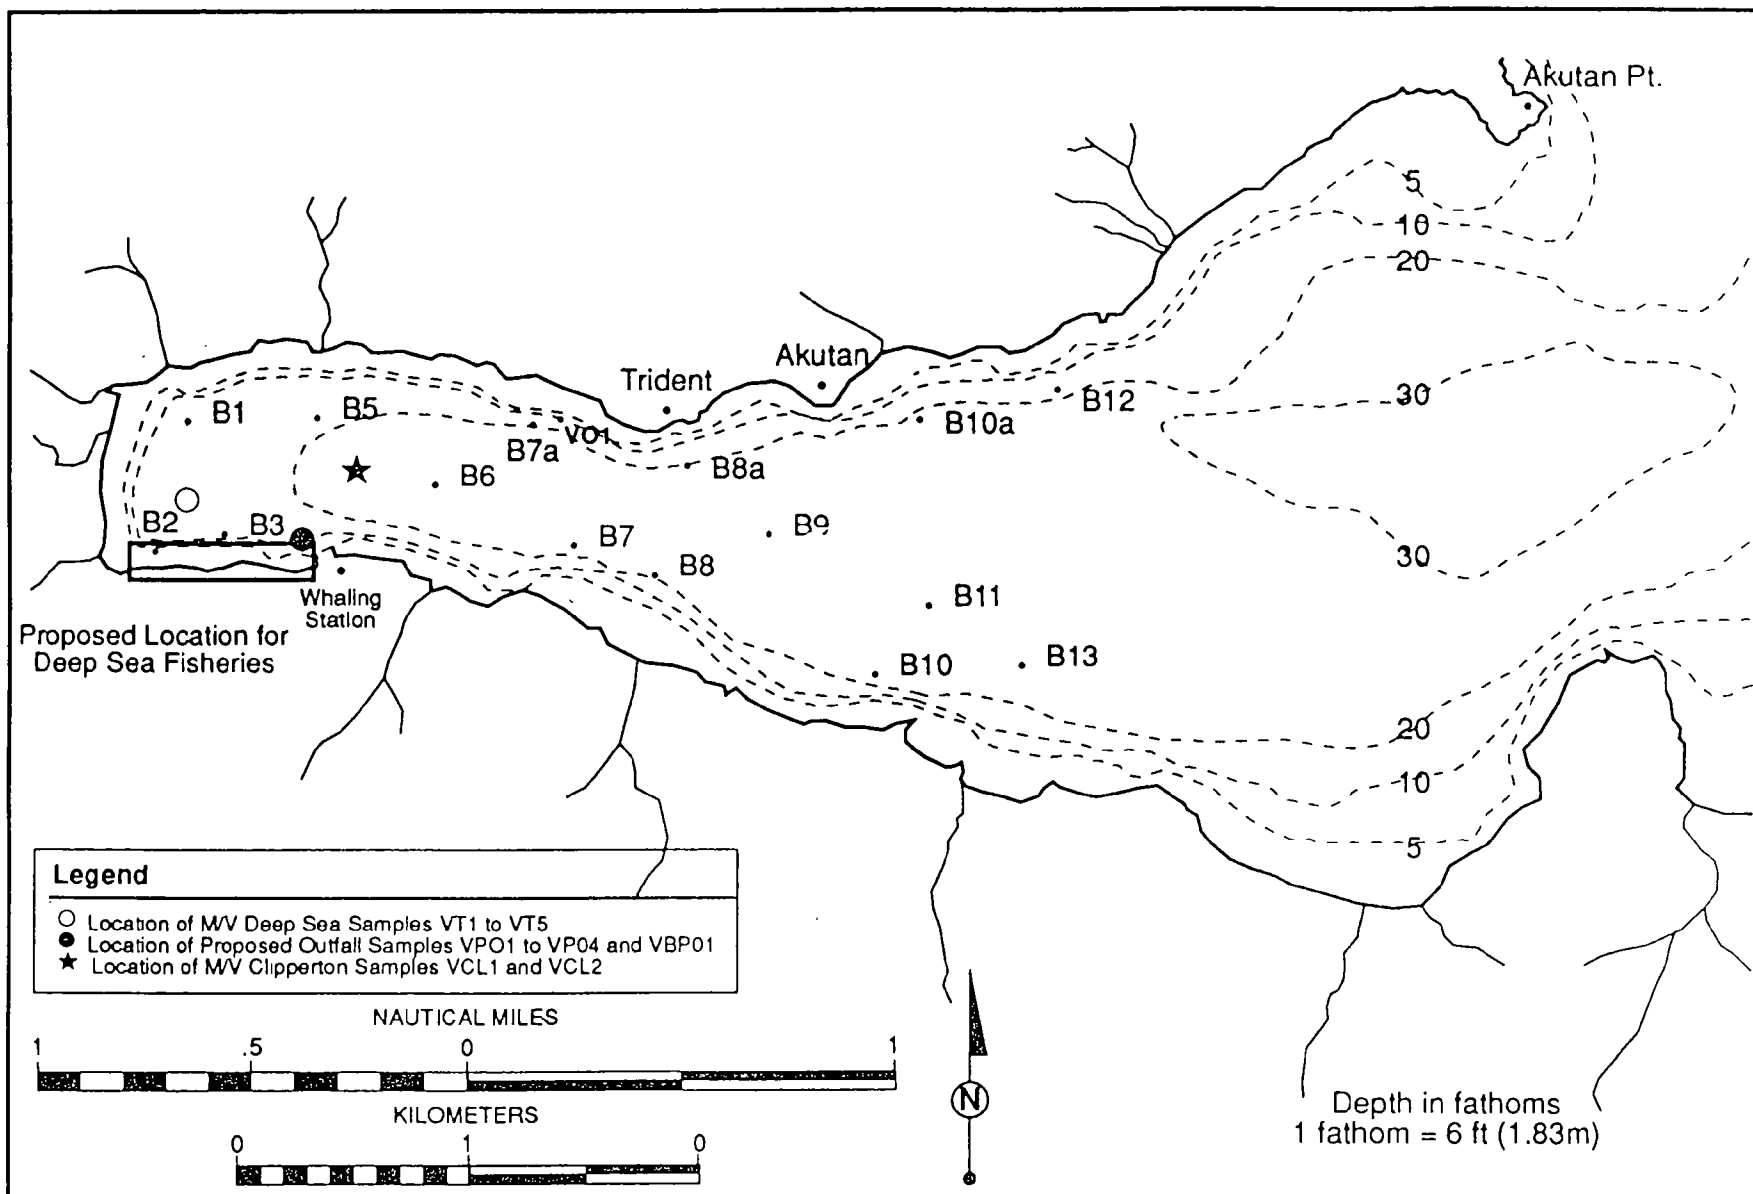 Akutan Pt.
5
10
20
Akutan
Trident
30
B12
B1
B5
B10a
B7a
VO1
B8a
B6
B2
B3
B9
B7
30
B8
Whaling
Station
B11
Proposed Location for
Deep Sea Fisheries
B10
B13
20
10
5
Legend
Location of M/V Deep Sea Samples VT1 to VT5
Location of Proposed Outfall Samples VPO1 to VP04 and VBP01
Location of M/V Clipperton Samples VCL1 and VCL2
NAUTICAL MILES
1 .5 0 1
KILOMETERS
0 1 0
N
Depth in fathoms
1 fathom = 6 ft (1.83m)